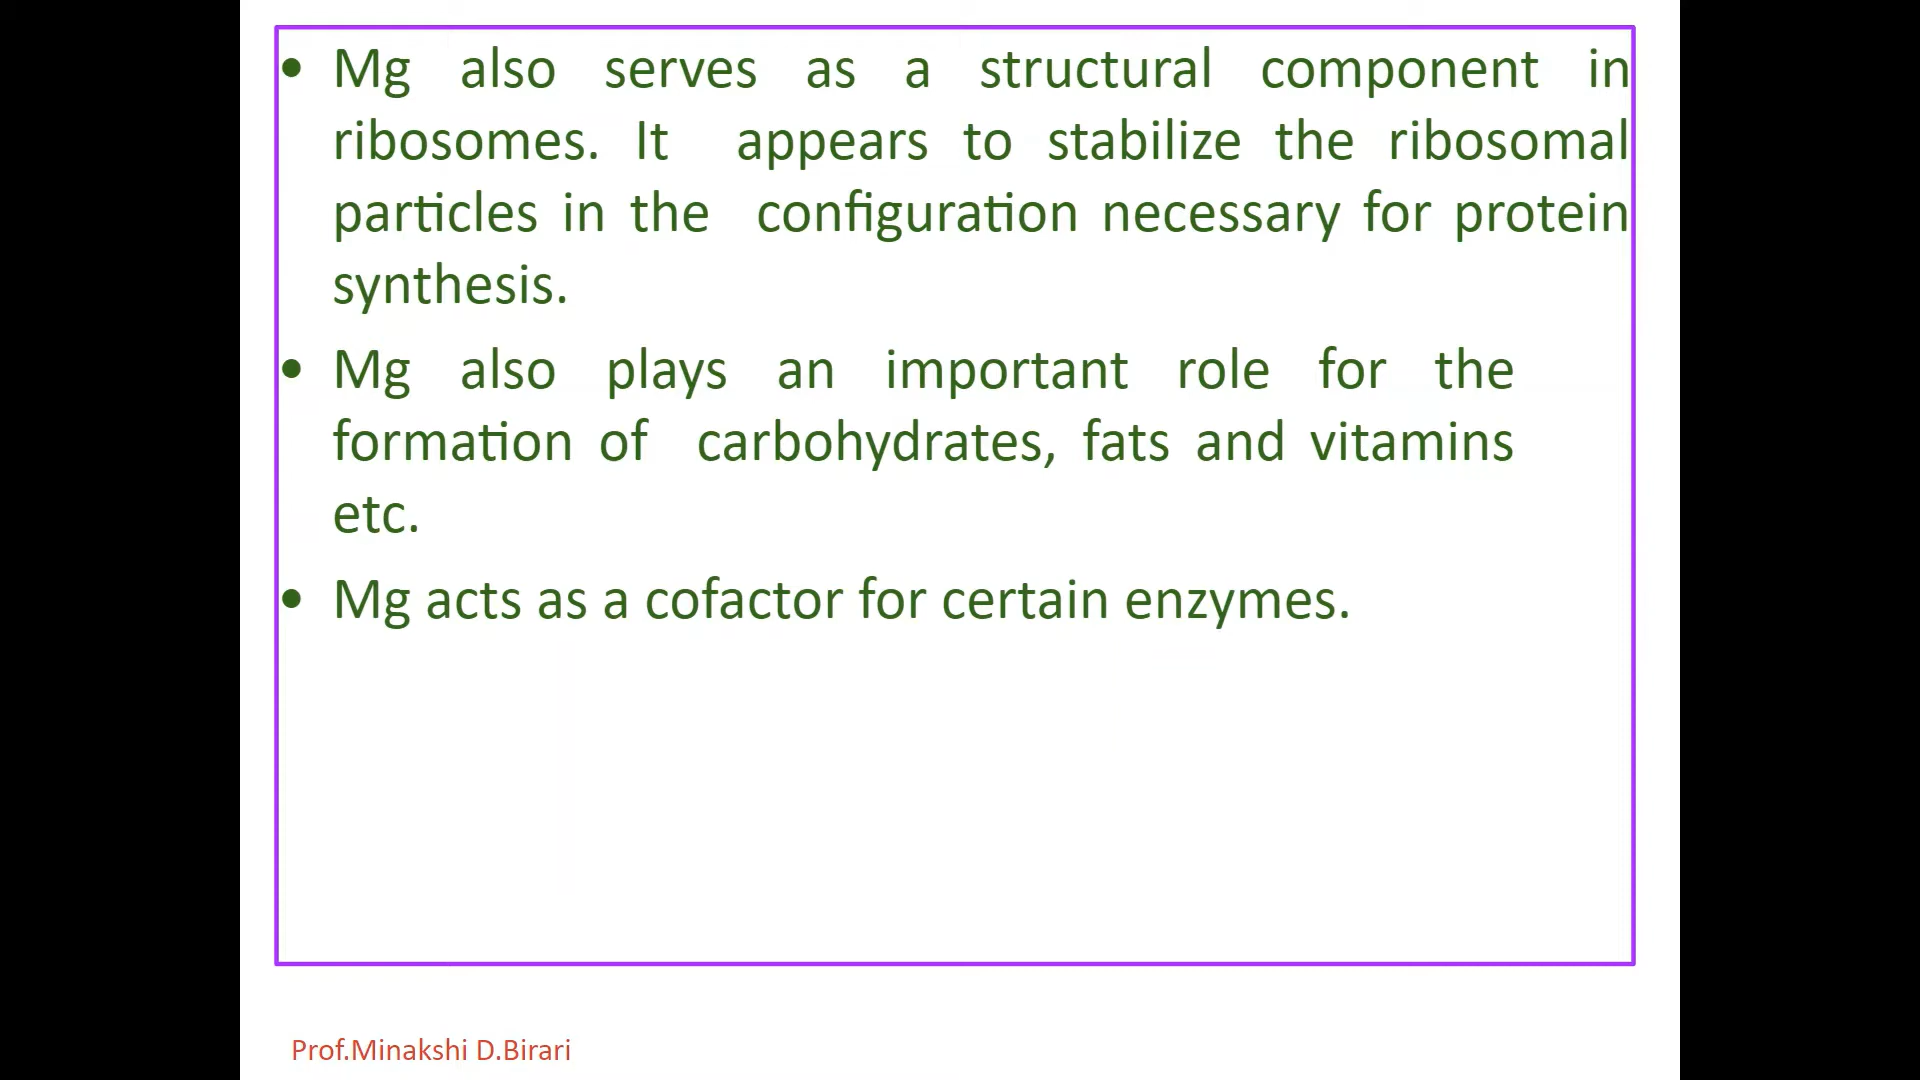 • Mg also serves as a structural component in
ribosomes. It appears to stabilize the ribosomal
particles in the configuration necessary for protein
synthesis.
• Mg also plays an important role for the
formation of carbohydrates, fats and vitamins
etc.
• Mg acts as a cofactor for certain enzymes.
Prof.Minakshi D.Birari